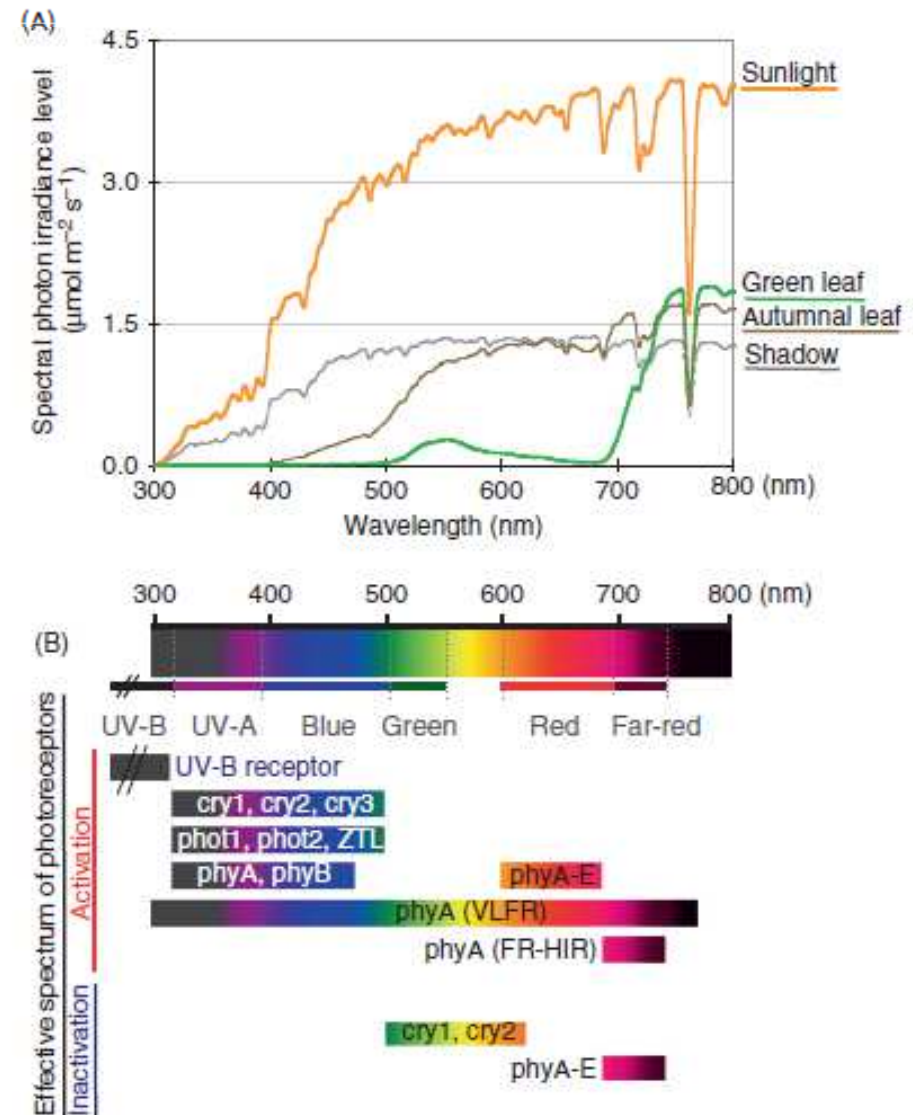 (A)
Spectral photon irradiance level
(μmol m⁻² s⁻¹)
4.5
3.0
1.5
0.0
300 400 500 600 700 800 (nm)
Wavelength (nm)
Sunlight
Green leaf
Autumnal leaf
Shadow
300 400 500 600 700 800 (nm)
(B)
UV-B UV-A Blue Green Red Far-red
Effective spectrum of photoreceptors
Activation
UV-B receptor
cry1, cry2, cry3
phot1, phot2, ZTL
phyA, phyB phyA-E
phyA (VLFR)
phyA (FR-HIR)
Inactivation
cry1, cry2
phyA-E